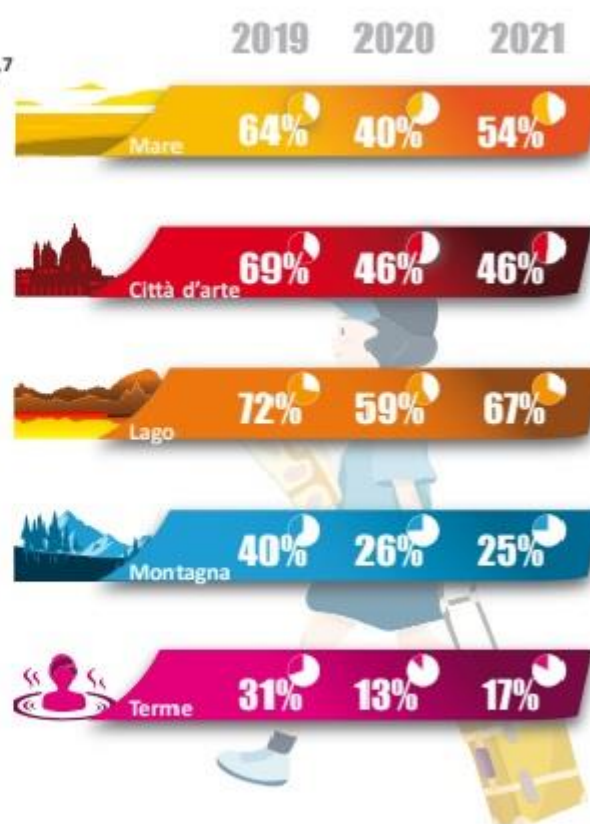 2019 2020 2021
,7
Mare 64% 40% 54%
Città d'arte 69% 46% 46%
Lago 72% 59% 67%
Montagna 40% 26% 25%
Terme 31% 13% 17%